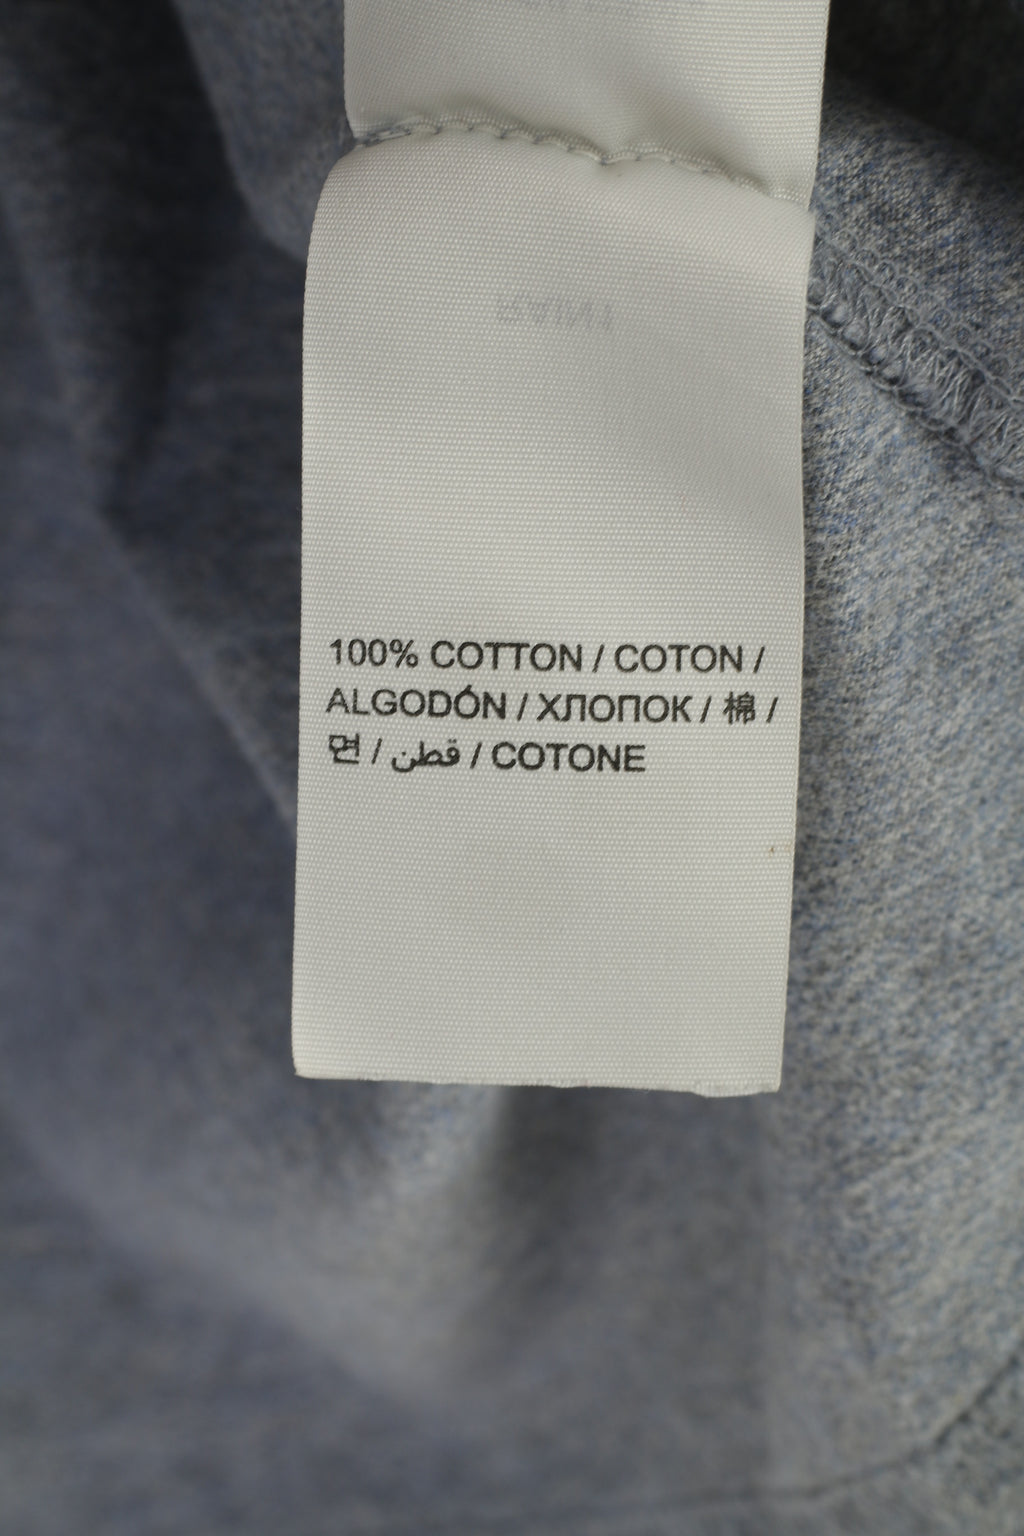 100% COTTON / COTON /
ALGODÓN / ХЛОПОК / 棉 /
면 / قطن / COTONE